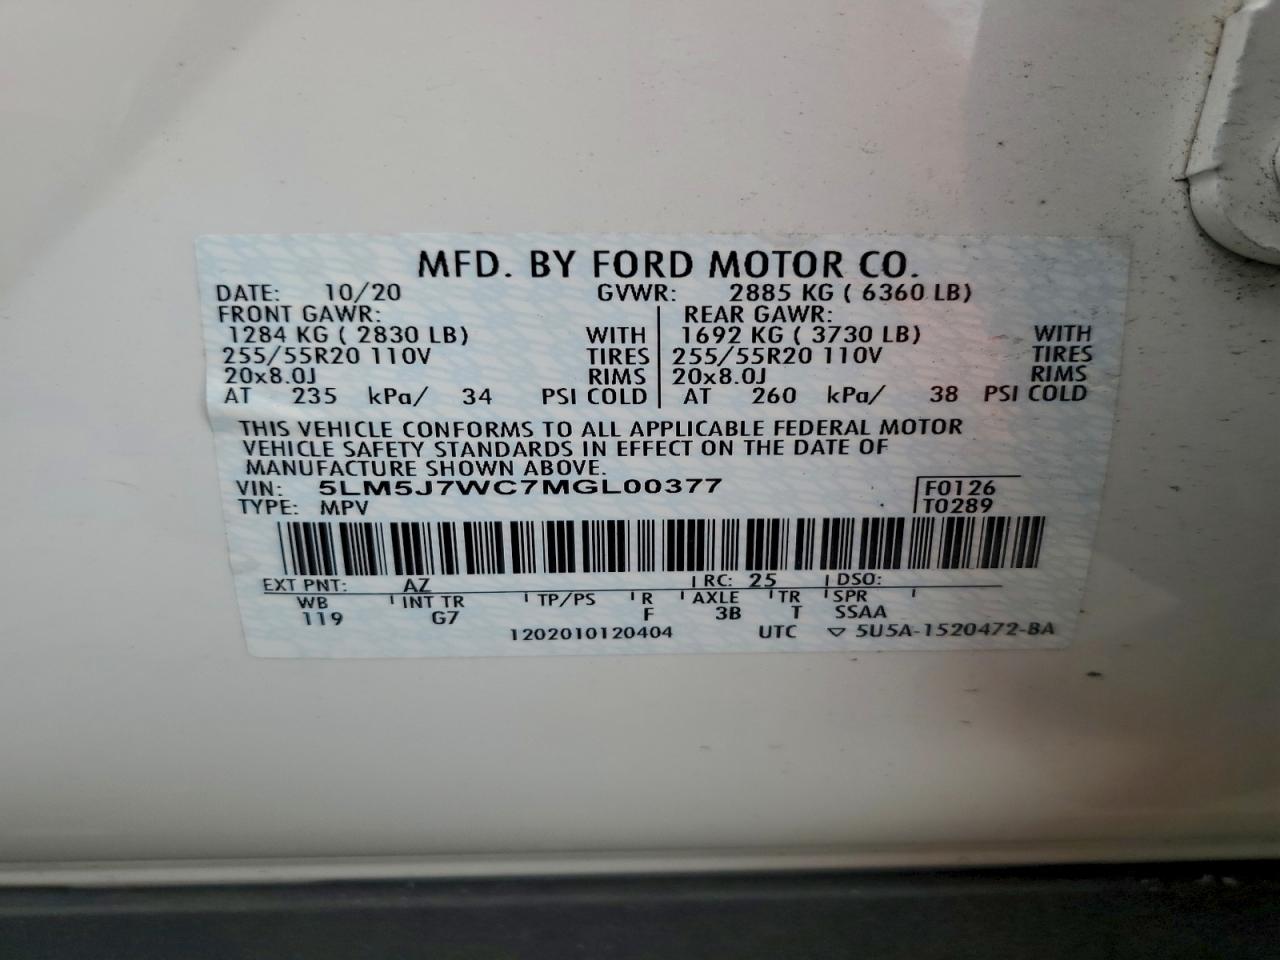 MFD. BY FORD MOTOR CO.
DATE: 10/20 GVWR: 2885 KG ( 6360 LB)
FRONT GAWR: REAR GAWR:
1284 KG ( 2830 LB) WITH 1692 KG ( 3730 LB) WITH
255/55R20 110V TIRES 255/55R20 110V TIRES
20x8.0J RIMS 20x8.0J RIMS
AT 235 kPa/ 34 PSI COLD AT 260 kPa/ 38 PSI COLD
THIS VEHICLE CONFORMS TO ALL APPLICABLE FEDERAL MOTOR
VEHICLE SAFETY STANDARDS IN EFFECT ON THE DATE OF
MANUFACTURE SHOWN ABOVE.
VIN: 5LM5J7WC7MGL00377 F0126
TYPE: MPV T0289
EXT PNT: AZ RC: 25 DSO:
WB INT TR TP/PS R AXLE TR SPR
119 G7 F 3B T SSAA
1202010120404 UTC ▽ 5U5A-1520472-BA